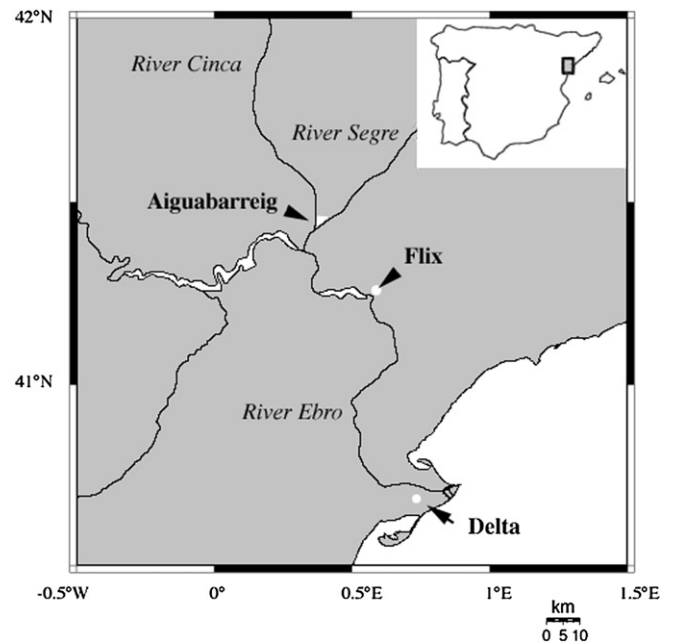 42°N
River Cinca
River Segre
Aiguabarreig
Flix
41°N
River Ebro
Delta
-0.5°W 0° 0.5°E 1°E 1.5°E
km
0 5 10